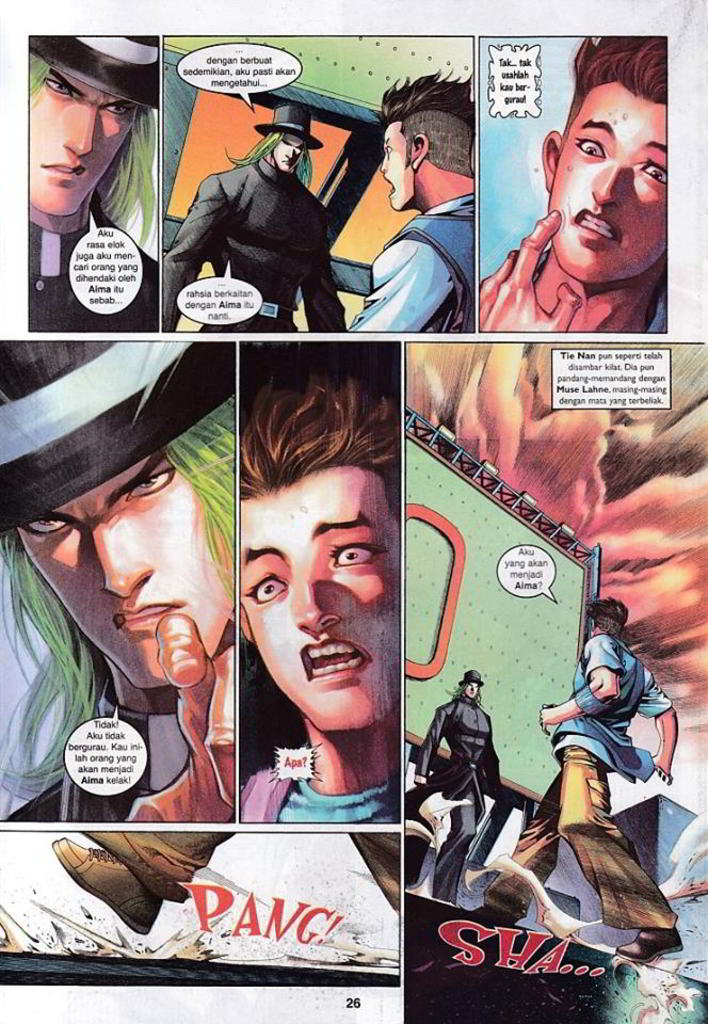 Aku
rasa elok
juga aku men-
cari orang yang
dihendaki oleh
Aima itu
sebab...
...
dengan berbuat
sedemikian, aku pasti akan
mengetahui...
...
rahsia berkaitan
dengan Aima itu
nanti.
Tak... tak
usahlah
kau ber-
gurau!
Tidak!
Aku tidak
bergurau. Kau ini-
lah orang yang
akan menjadi
Aima kelak!
Apa?
Tie Nan pun seperti telah
disambar kilat. Dia pun
pandang-memandang dengan
Muse Lahne, masing-masing
dengan mata yang terbeliak.
Aku
yang akan
menjadi
Aima?
PANG!
SHA...
26